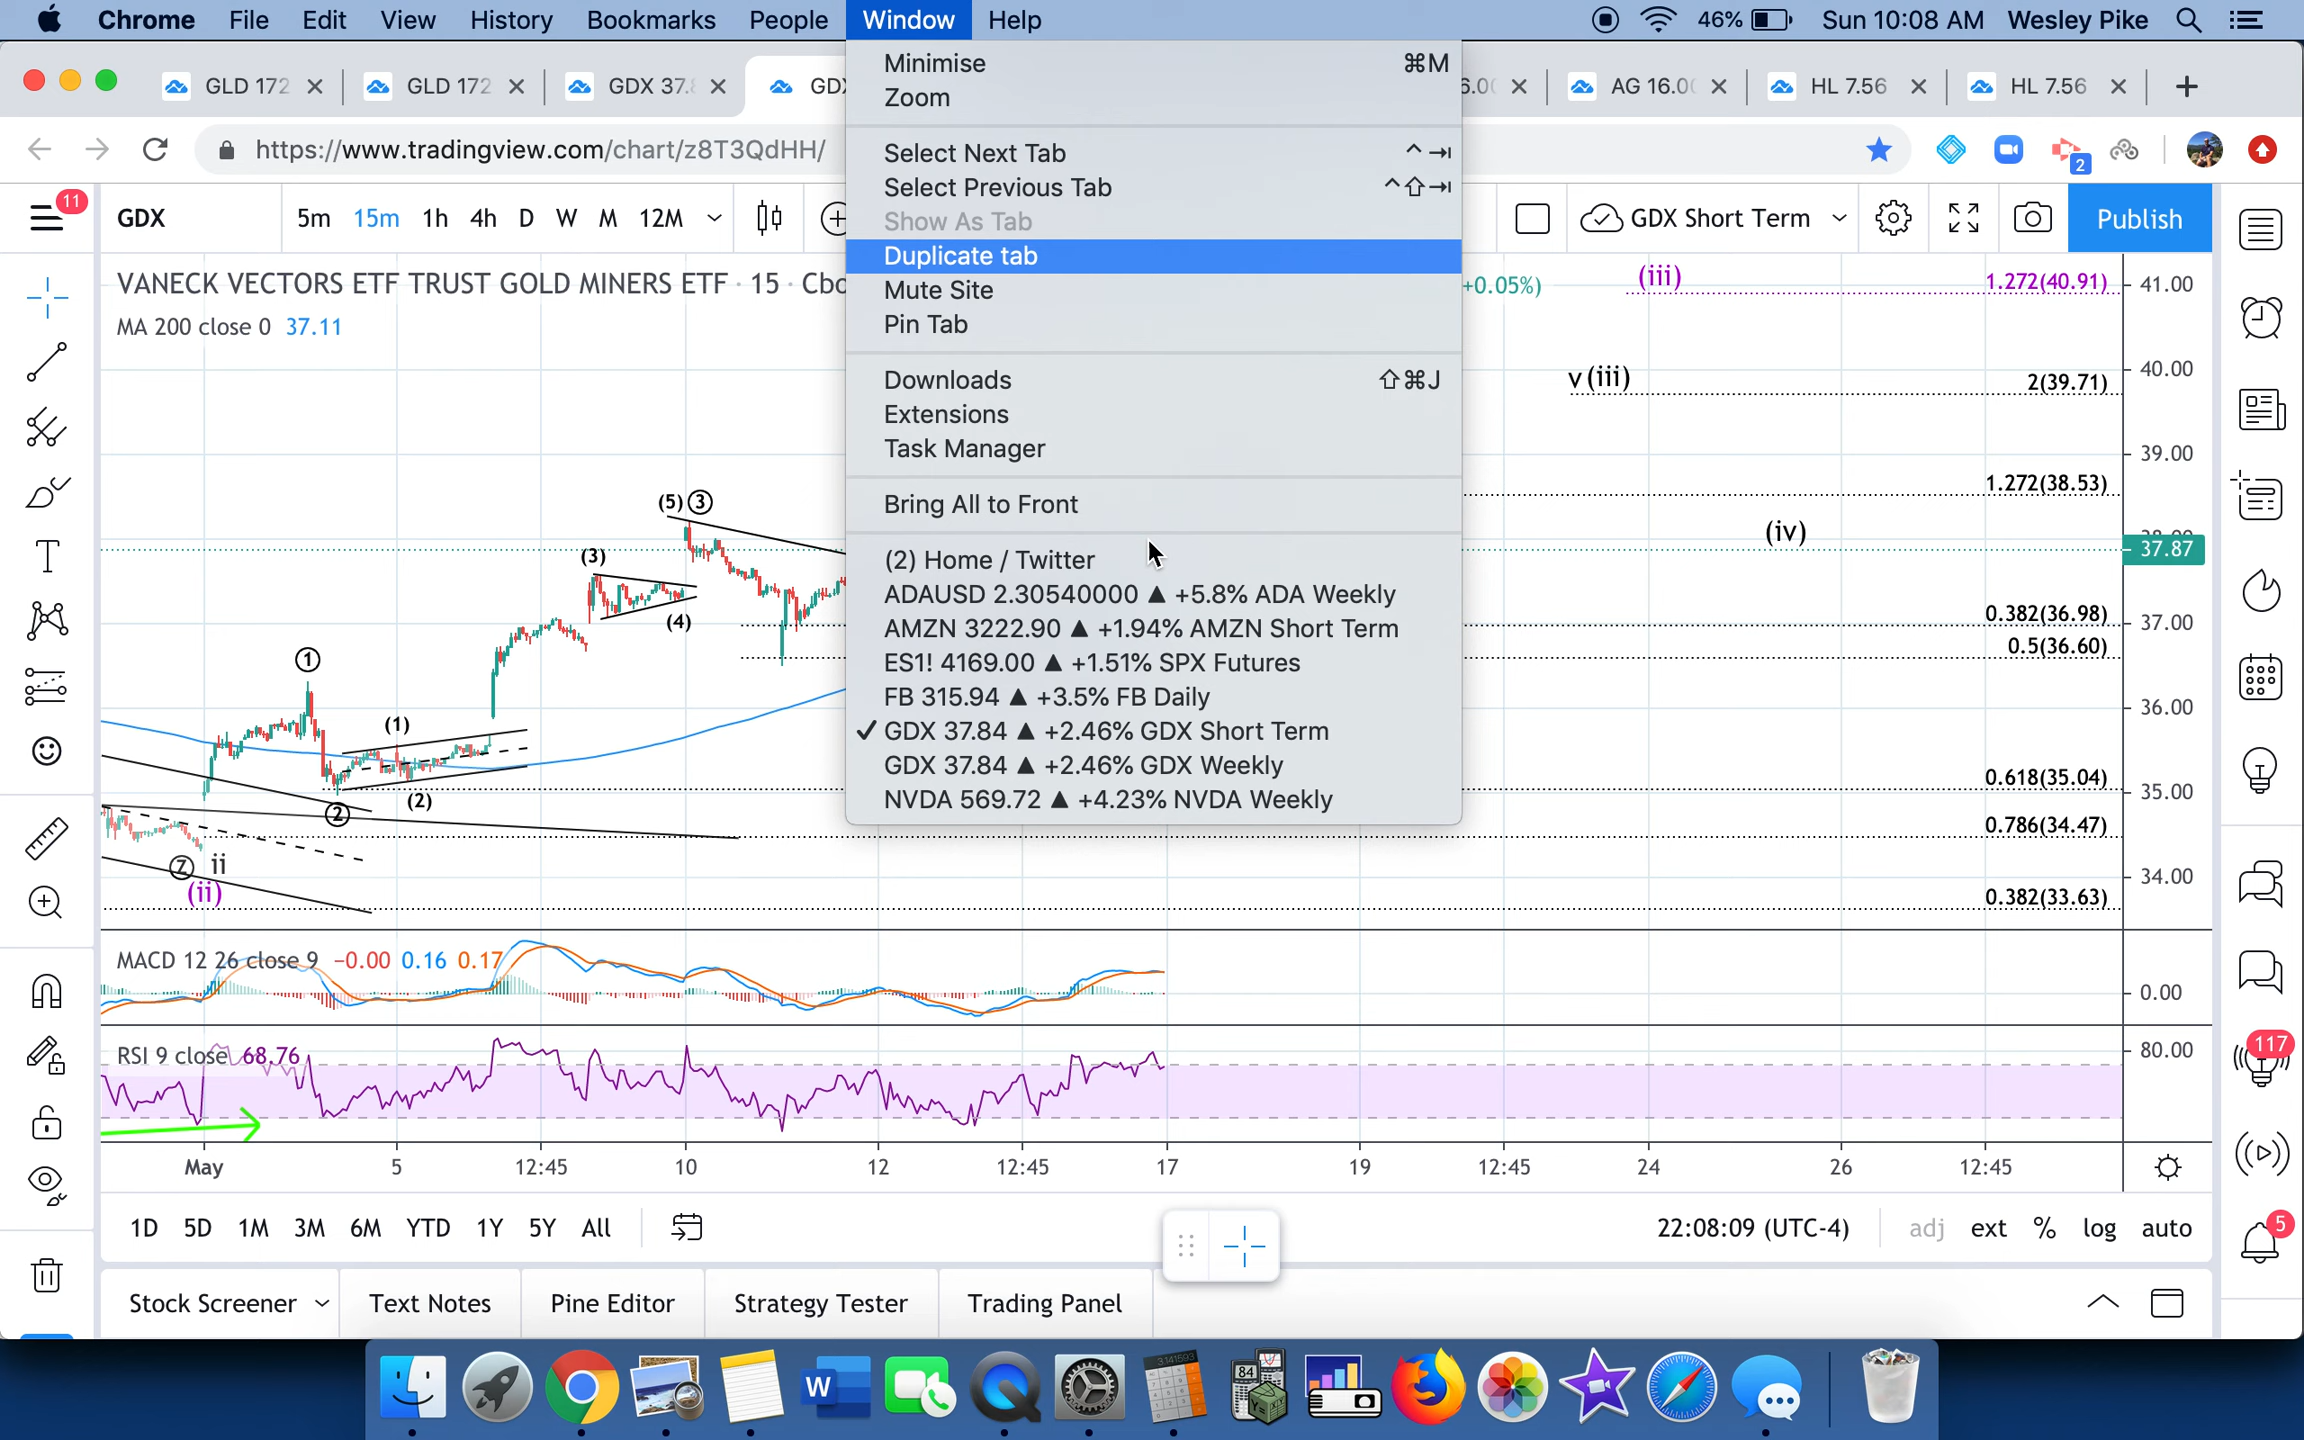 Chrome File Edit View History Bookmarks People Window Help 46% Sun 10:08 AM Wesley Pike
GLD 172 GLD 172 GDX 37. GD 6.0 AG 16.0 HL 7.56 HL 7.56
https://www.tradingview.com/chart/z8T3QdHH/ 2
11 GDX 5m 15m 1h 4h D W M 12M GDX Short Term Publish
VANECK VECTORS ETF TRUST GOLD MINERS ETF · 15 · Cbo +0.05%)
MA 200 close 0 37.11
Minimise ⌘M
Zoom
Select Next Tab ^⇥
Select Previous Tab ^⇧⇥
Show As Tab
Duplicate tab
Mute Site
Pin Tab
Downloads ⇧⌘J
Extensions
Task Manager
Bring All to Front
(2) Home / Twitter
ADAUSD 2.30540000 ▲ +5.8% ADA Weekly
AMZN 3222.90 ▲ +1.94% AMZN Short Term
ES1! 4169.00 ▲ +1.51% SPX Futures
FB 315.94 ▲ +3.5% FB Daily
✓ GDX 37.84 ▲ +2.46% GDX Short Term
GDX 37.84 ▲ +2.46% GDX Weekly
NVDA 569.72 ▲ +4.23% NVDA Weekly
(iii) 1.272(40.91) 41.00
40.00
v (iii) 2(39.71)
39.00
1.272(38.53)
(5) ③
(iv)
37.87
(3)
0.382(36.98) 37.00
(4)
0.5(36.60)
①
36.00
(1)
0.618(35.04) 35.00
(2)
②
0.786(34.47)
Ⓩ ii
(ii)
34.00
0.382(33.63)
MACD 12 26 close 9 −0.00 0.16 0.17
0.00
RSI 9 close 68.76
80.00
117
May 5 12:45 10 12 12:45 17 19 12:45 24 26 12:45
1D 5D 1M 3M 6M YTD 1Y 5Y All 22:08:09 (UTC-4) adj ext % log auto
5
Stock Screener Text Notes Pine Editor Strategy Tester Trading Panel
W
3.141593
84